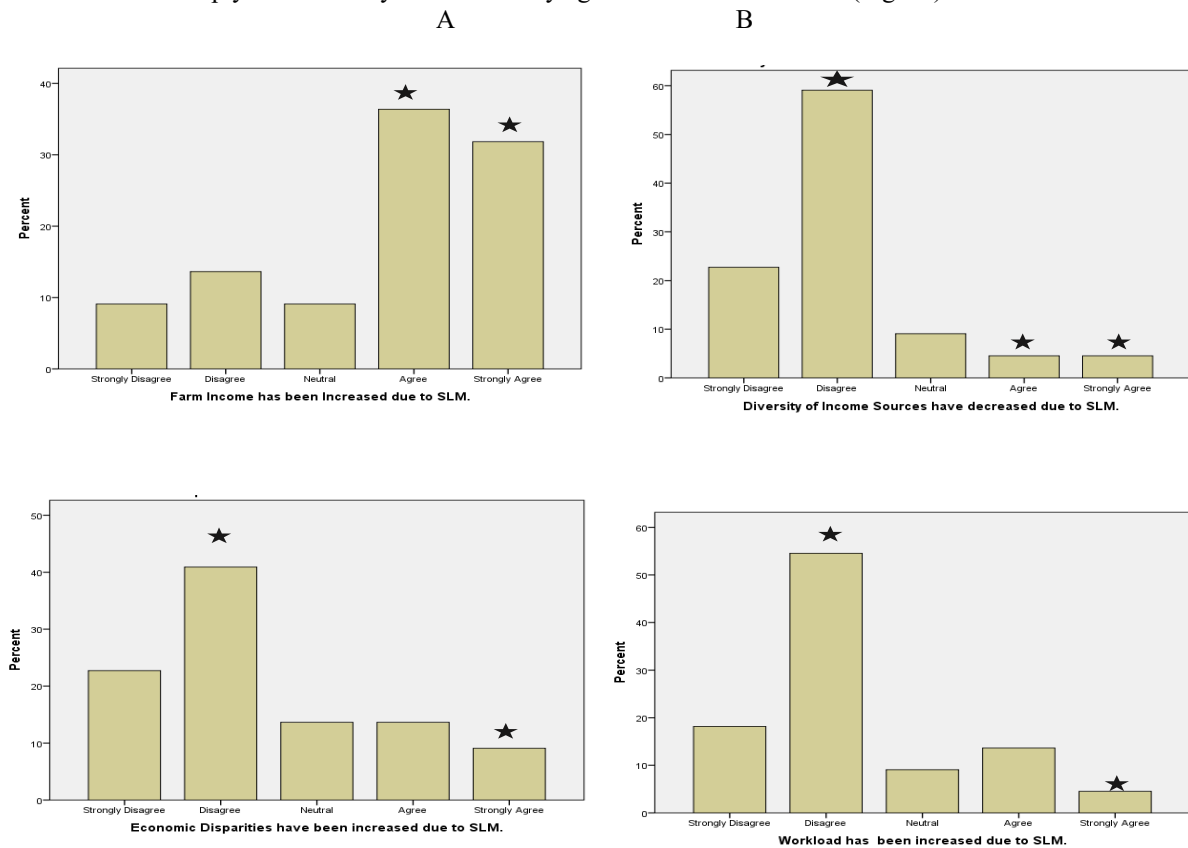 A B
40
30
20
10
0
Percent
Strongly Disagree Disagree Neutral Agree Strongly Agree
Farm Income has been Increased due to SLM.
60
50
40
30
20
10
0
Percent
Strongly Disagree Disagree Neutral Agree Strongly Agree
Diversity of Income Sources have decreased due to SLM.
50
40
30
20
10
0
Percent
Strongly Disagree Disagree Neutral Agree Strongly Agree
Economic Disparities have been increased due to SLM.
60
50
40
30
20
10
0
Percent
Strongly Disagree Disagree Neutral Agree Strongly Agree
Workload has been increased due to SLM.